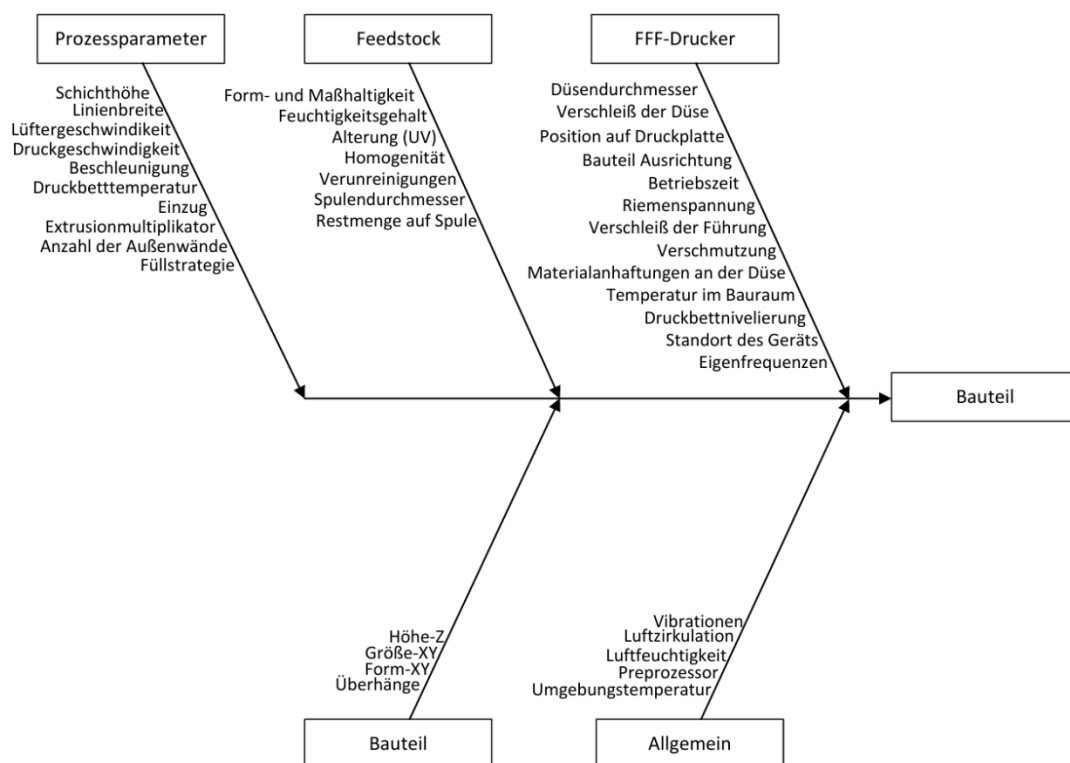 Prozessparameter
Schichthöhe
Linienbreite
Lüftergeschwindikeit
Druckgeschwindigkeit
Beschleunigung
Druckbetttemperatur
Einzug
Extrusionmultiplikator
Anzahl der Außenwände
Füllstrategie
Feedstock
Form- und Maßhaltigkeit
Feuchtigkeitsgehalt
Alterung (UV)
Homogenität
Verunreinigungen
Spulendurchmesser
Restmenge auf Spule
FFF-Drucker
Düsendurchmesser
Verschleiß der Düse
Position auf Druckplatte
Bauteil Ausrichtung
Betriebszeit
Riemenspannung
Verschleiß der Führung
Verschmutzung
Materialanhaftungen an der Düse
Temperatur im Bauraum
Druckbettnivelierung
Standort des Geräts
Eigenfrequenzen
Bauteil
Höhe-Z
Größe-XY
Form-XY
Überhänge
Bauteil
Vibrationen
Luftzirkulation
Luftfeuchtigkeit
Preprozessor
Umgebungstemperatur
Allgemein